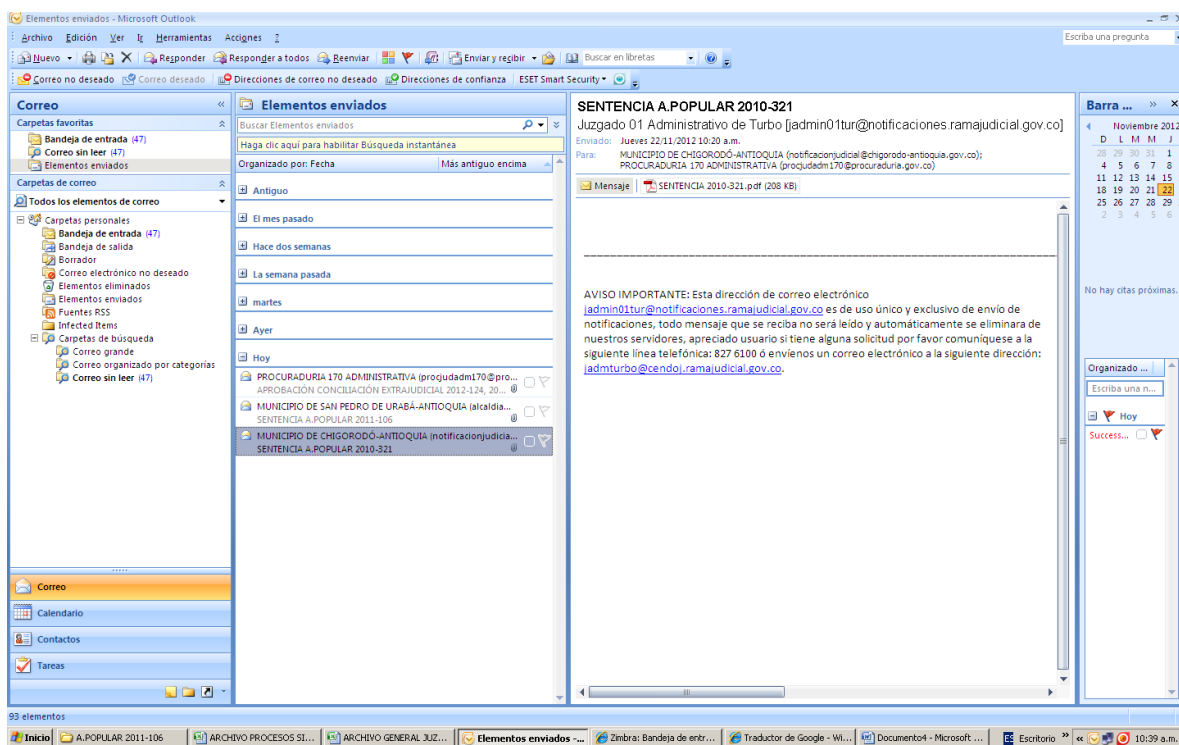 Elementos enviados - Microsoft Outlook
Archivo Edición Ver Ir Herramientas Acciones ?
Escriba una pregunta
Nuevo Responder Responder a todos Reenviar Enviar y recibir Buscar en libretas
Correo no deseado Correo deseado Direcciones de correo no deseado Direcciones de confianza ESET Smart Security
Correo
Carpetas favoritas
Bandeja de entrada (47)
Correo sin leer (47)
Elementos enviados
Carpetas de correo
Todos los elementos de correo
Carpetas personales
Bandeja de entrada (47)
Bandeja de salida
Borrador
Correo electrónico no deseado
Elementos eliminados
Elementos enviados
Fuentes RSS
Infected Items
Carpetas de búsqueda
Correo grande
Correo organizado por categorías
Correo sin leer (47)
Correo
Calendario
Contactos
Tareas
Elementos enviados
Buscar Elementos enviados
Haga clic aquí para habilitar Búsqueda instantánea
Organizado por: Fecha Más antiguo encima
Antiguo
El mes pasado
Hace dos semanas
La semana pasada
martes
Ayer
Hoy
PROCURADURIA 170 ADMINISTRATIVA (procjudadm170@pro...
APROBACIÓN CONCILIACIÓN EXTRAJUDICIAL 2012-124, 20...
MUNICIPIO DE SAN PEDRO DE URABÁ-ANTIOQUIA (alcaldia...
SENTENCIA A.POPULAR 2011-106
MUNICIPIO DE CHIGORODÓ-ANTIOQUIA (notificacionjudicia...
SENTENCIA A.POPULAR 2010-321
SENTENCIA A.POPULAR 2010-321
Juzgado 01 Administrativo de Turbo [jadmin01tur@notificaciones.ramajudicial.gov.co]
Enviado: Jueves 22/11/2012 10:20 a.m.
Para: MUNICIPIO DE CHIGORODÓ-ANTIOQUIA (notificacionjudicial@chigorodo-antioquia.gov.co);
PROCURADURIA 170 ADMINISTRATIVA (procjudadm170@procuraduria.gov.co)
Mensaje SENTENCIA 2010-321.pdf (208 KB)
AVISO IMPORTANTE: Esta dirección de correo electrónico
jadmin01tur@notificaciones.ramajudicial.gov.co es de uso único y exclusivo de envío de
notificaciones, todo mensaje que se reciba no será leído y automáticamente se eliminara de
nuestros servidores, apreciado usuario si tiene alguna solicitud por favor comuníquese a la
siguiente línea telefónica: 827 6100 ó envíenos un correo electrónico a la siguiente dirección:
jadmturbo@cendoj.ramajudicial.gov.co.
Barra ...
Noviembre 2012
D L M M J
28 29 30 31 1
4 5 6 7 8
11 12 13 14 15
18 19 20 21 22
25 26 27 28 29
2 3 4 5 6
No hay citas próximas.
Organizado ...
Escriba una n...
Hoy
Success...
93 elementos
Inicio A.POPULAR 2011-106 ARCHIVO PROCESOS SI... ARCHIVO GENERAL JUZ... Elementos enviados -... Zimbra: Bandeja de entr... Traductor de Google - Wi... Documento4 - Microsoft ... ES Escritorio 10:39 a.m.